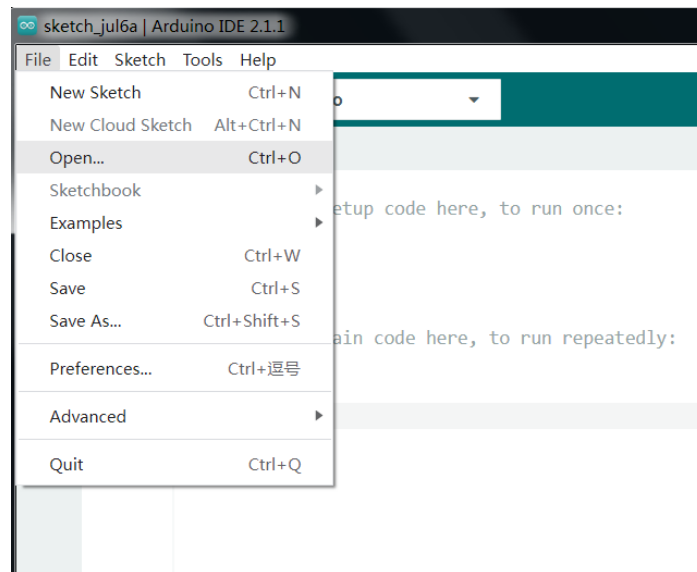 sketch_jul6a | Arduino IDE 2.1.1
File Edit Sketch Tools Help
New Sketch Ctrl+N
New Cloud Sketch Alt+Ctrl+N
Open... Ctrl+O
Sketchbook
Examples
Close Ctrl+W
Save Ctrl+S
Save As... Ctrl+Shift+S
Preferences... Ctrl+逗号
Advanced
Quit Ctrl+Q
o
etup code here, to run once:
ain code here, to run repeatedly: